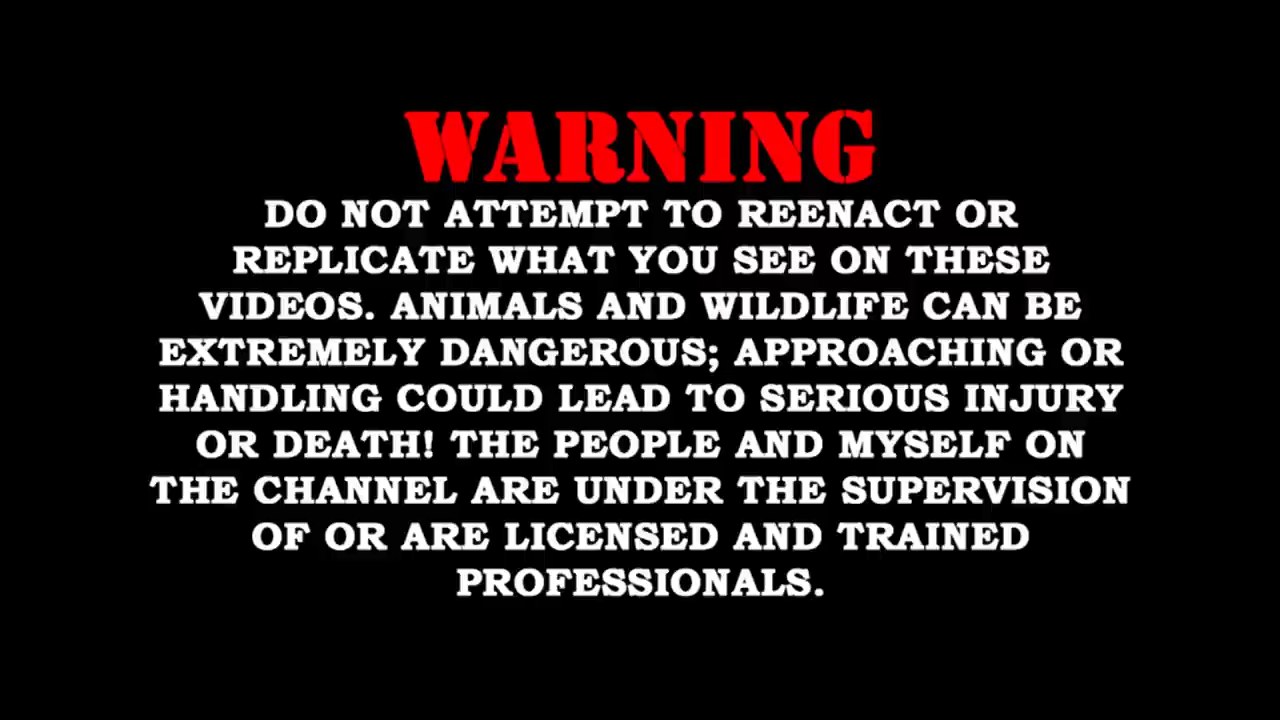 WARNING
DO NOT ATTEMPT TO REENACT OR
REPLICATE WHAT YOU SEE ON THESE
VIDEOS. ANIMALS AND WILDLIFE CAN BE
EXTREMELY DANGEROUS; APPROACHING OR
HANDLING COULD LEAD TO SERIOUS INJURY
OR DEATH! THE PEOPLE AND MYSELF ON
THE CHANNEL ARE UNDER THE SUPERVISION
OF OR ARE LICENSED AND TRAINED
PROFESSIONALS.